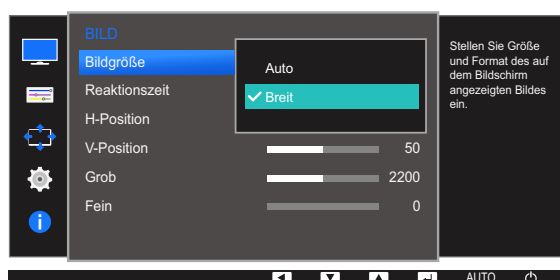 BILD
Bildgröße
Reaktionszeit
H-Position
V-Position 50
Grob 2200
Fein 0
Auto
Breit
Stellen Sie Größe
und Format des auf
dem Bildschirm
angezeigten Bildes
ein.
AUTO